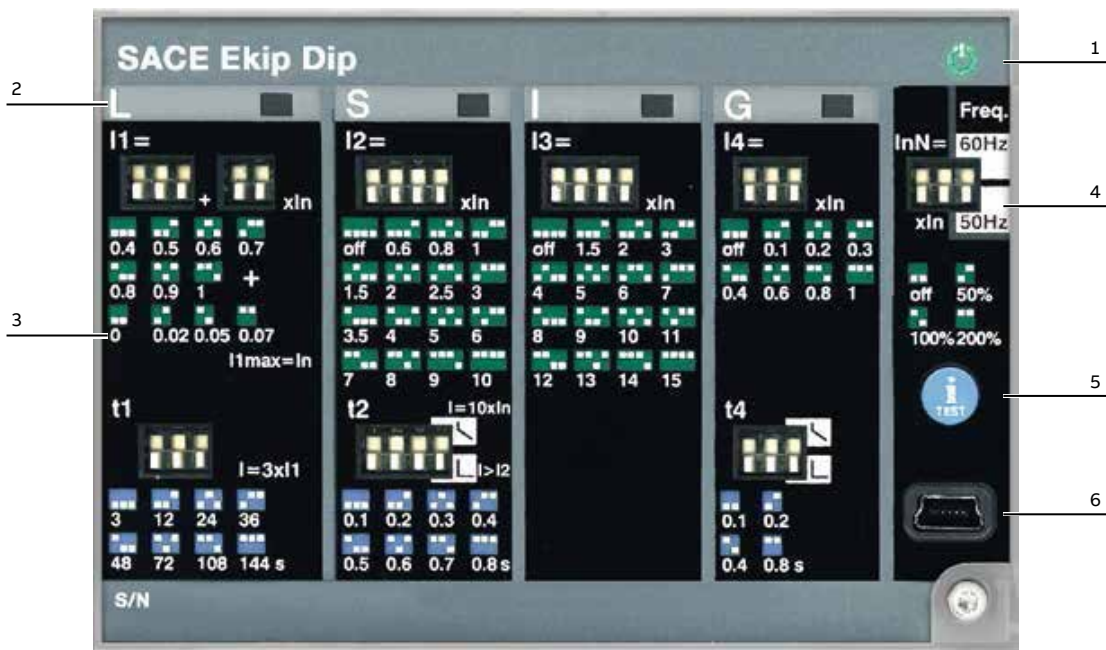 SACE Ekip Dip
1
2
L
S
I
G
Freq.
I1=
+
xIn
I2=
xIn
I3=
xIn
I4=
xIn
InN=
60Hz
xIn
50Hz
4
0.4 0.5 0.6 0.7
0.8 0.9 1 +
0 0.02 0.05 0.07
I1max=In
3
off 0.6 0.8 1
1.5 2 2.5 3
3.5 4 5 6
7 8 9 10
off 1.5 2 3
4 5 6 7
8 9 10 11
12 13 14 15
off 0.1 0.2 0.3
0.4 0.6 0.8 1
off 50%
100% 200%
i
TEST
5
t1
I=3xI1
3 12 24 36
48 72 108 144 s
t2
I=10xIn
I>I2
0.1 0.2 0.3 0.4
0.5 0.6 0.7 0.8 s
t4
0.1 0.2
0.4 0.8 s
6
S/N